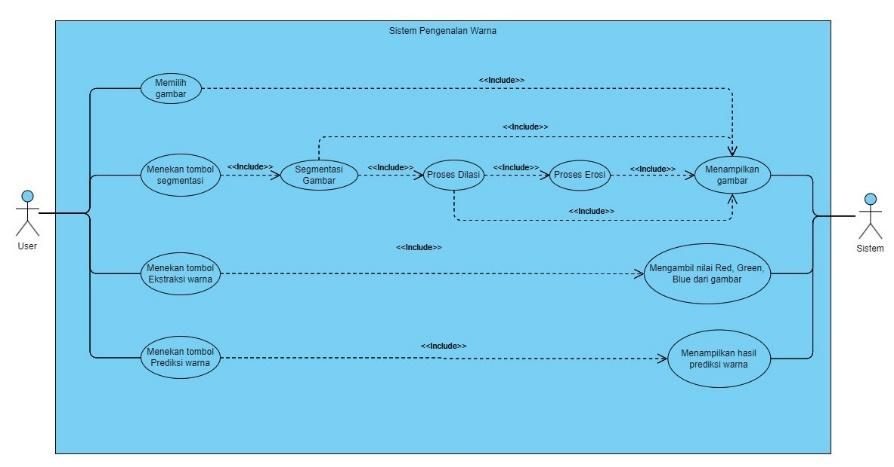 Sistem Pengenalan Warna
Memilih
gambar
<<Include>>
<<Include>>
Menekan tombol
segmentasi
<<Include>>
Segmentasi
Gambar
<<Include>>
Proses Dilasi
<<Include>>
Proses Erosi
<<Include>>
Menampilkan
gambar
<<Include>>
User
Sistem
<<Include>>
Menekan tombol
Ekstraksi warna
Mengambil nilai Red, Green,
Blue dari gambar
<<Include>>
Menekan tombol
Prediksi warna
Menampilkan hasil
prediksi warna